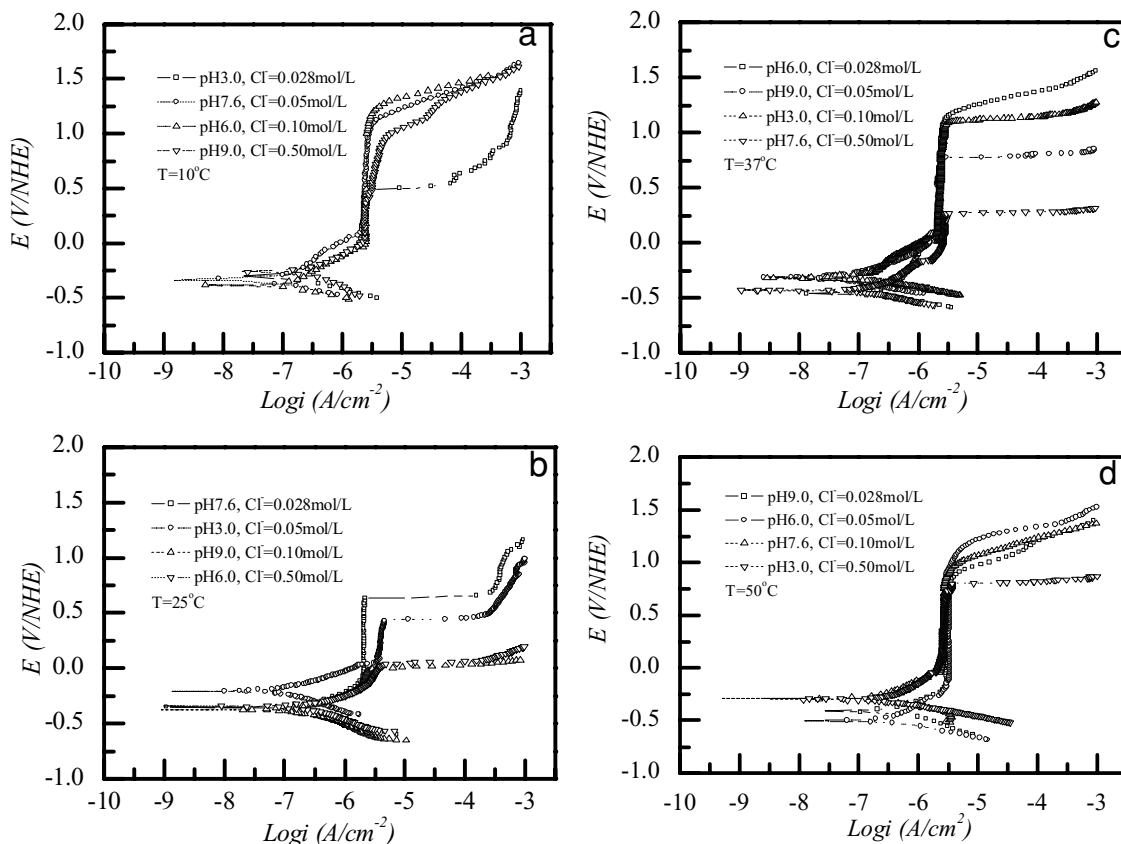 a
2.0
1.5
1.0
0.5
0.0
-0.5
-1.0
E (V/NHE)
pH3.0, Cl⁻=0.028mol/L
pH7.6, Cl⁻=0.05mol/L
pH6.0, Cl⁻=0.10mol/L
pH9.0, Cl⁻=0.50mol/L
T=10°C
-10 -9 -8 -7 -6 -5 -4 -3
Logi (A/cm⁻²)
c
2.0
1.5
1.0
0.5
0.0
-0.5
-1.0
E (V/NHE)
pH6.0, Cl⁻=0.028mol/L
pH9.0, Cl⁻=0.05mol/L
pH3.0, Cl⁻=0.10mol/L
pH7.6, Cl⁻=0.50mol/L
T=37°C
-10 -9 -8 -7 -6 -5 -4 -3
Logi (A/cm²)
b
2.0
1.5
1.0
0.5
0.0
-0.5
-1.0
E (V/NHE)
pH7.6, Cl⁻=0.028mol/L
pH3.0, Cl⁻=0.05mol/L
pH9.0, Cl⁻=0.10mol/L
pH6.0, Cl⁻=0.50mol/L
T=25°C
-10 -9 -8 -7 -6 -5 -4 -3
Logi (A/cm⁻²)
d
2.0
1.5
1.0
0.5
0.0
-0.5
-1.0
E (V/NHE)
pH9.0, Cl⁻=0.028mol/L
pH6.0, Cl⁻=0.05mol/L
pH7.6, Cl⁻=0.10mol/L
pH3.0, Cl⁻=0.50mol/L
T=50°C
-10 -9 -8 -7 -6 -5 -4 -3
Logi (A/cm²)